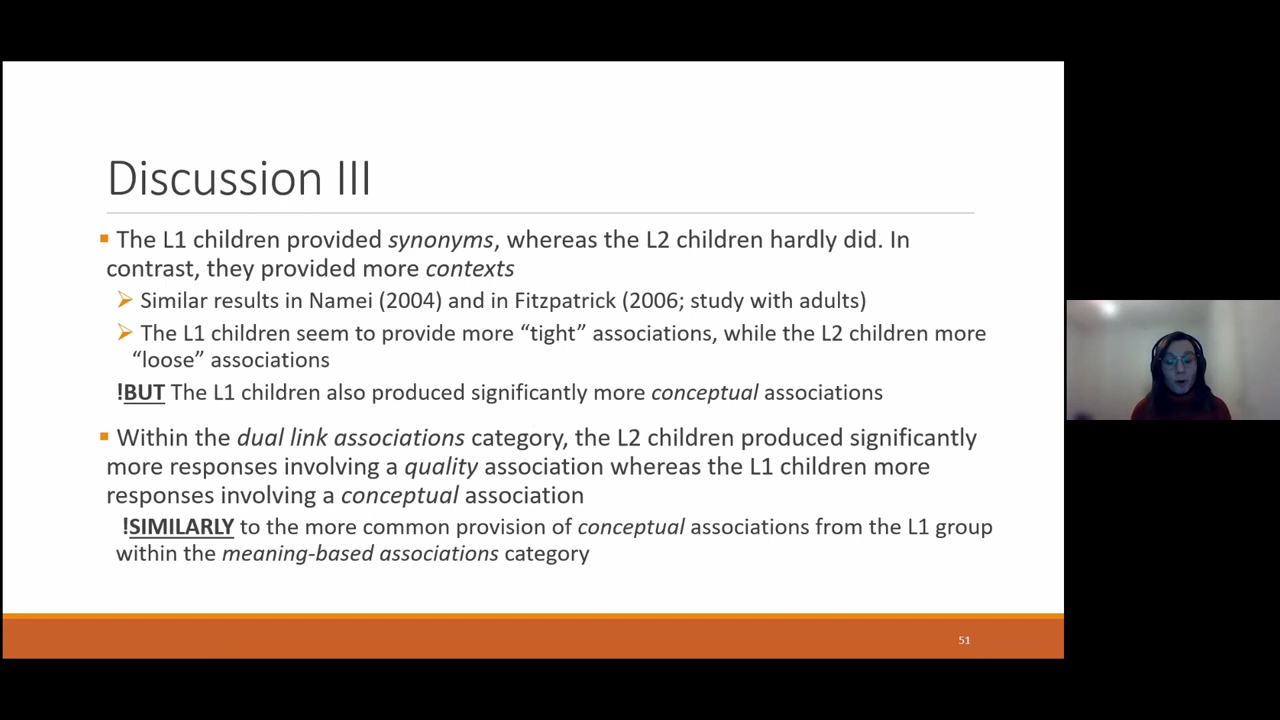 Discussion III
▪ The L1 children provided synonyms, whereas the L2 children hardly did. In
contrast, they provided more contexts
➢ Similar results in Namei (2004) and in Fitzpatrick (2006; study with adults)
➢ The L1 children seem to provide more “tight” associations, while the L2 children more
“loose” associations
!BUT The L1 children also produced significantly more conceptual associations
▪ Within the dual link associations category, the L2 children produced significantly
more responses involving a quality association whereas the L1 children more
responses involving a conceptual association
!SIMILARLY to the more common provision of conceptual associations from the L1 group
within the meaning-based associations category
51